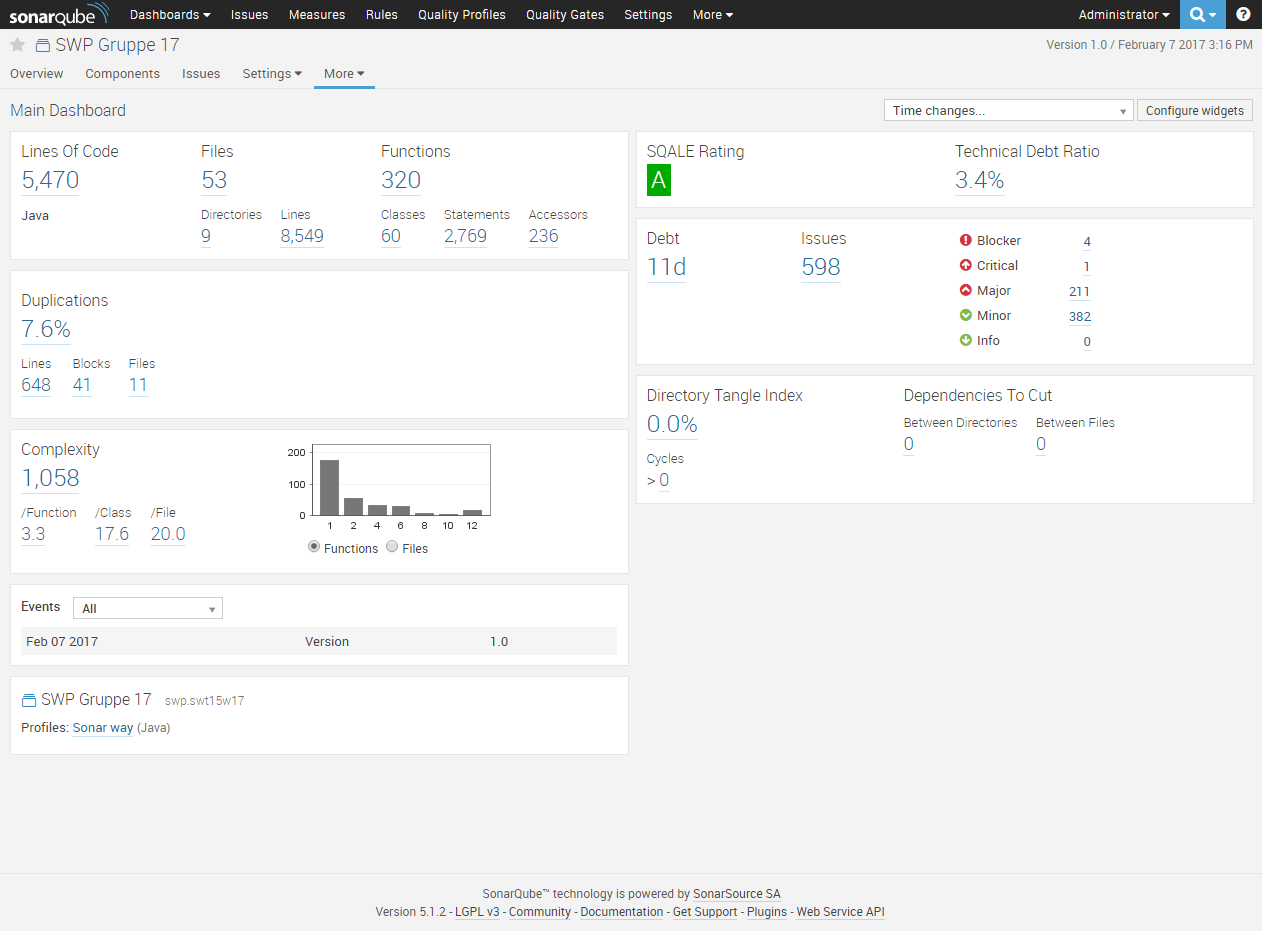 sonarqube Dashboards Issues Measures Rules Quality Profiles Quality Gates Settings More Administrator ?
SWP Gruppe 17 Version 1.0 / February 7 2017 3:16 PM
Overview Components Issues Settings More
Main Dashboard Time changes... Configure widgets
Lines Of Code Files Functions
5,470 53 320
Java Directories Lines Classes Statements Accessors
9 8,549 60 2,769 236
Duplications
7.6%
Lines Blocks Files
648 41 11
Complexity
1,058
/Function /Class /File
3.3 17.6 20.0
200
100
0
1 2 4 6 8 10 12
Functions Files
Events All
Feb 07 2017 Version 1.0
SWP Gruppe 17 swp.swt15w17
Profiles: Sonar way (Java)
SQALE Rating Technical Debt Ratio
A 3.4%
Debt Issues
11d 598
Blocker 4
Critical 1
Major 211
Minor 382
Info 0
Directory Tangle Index Dependencies To Cut
0.0% Between Directories Between Files
0 0
Cycles
> 0
SonarQube™ technology is powered by SonarSource SA
Version 5.1.2 - LGPL v3 - Community - Documentation - Get Support - Plugins - Web Service API